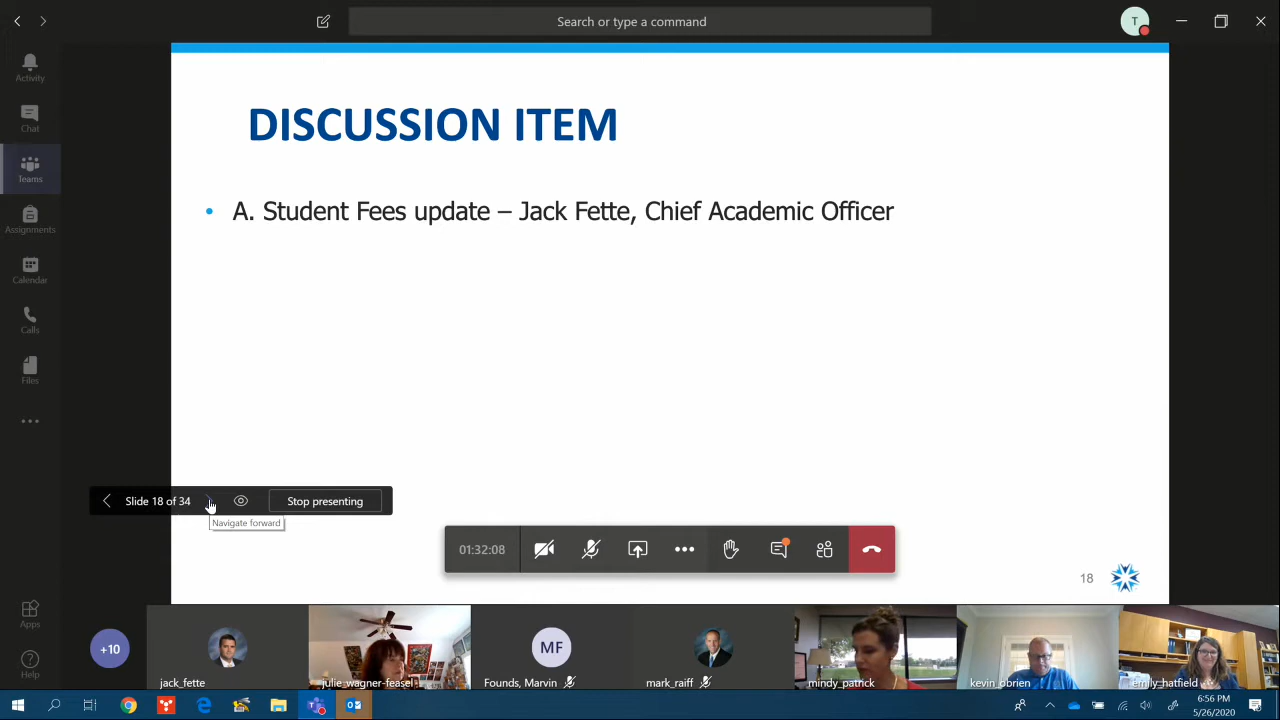 Search or type a command
T
Activity
Chat
Teams
Assignments
Calendar
Calls
Files
Apps
Help
DISCUSSION ITEM
• A. Student Fees update – Jack Fette, Chief Academic Officer
Slide 18 of 34
Stop presenting
Navigate forward
01:32:08
18
+10
jack_fette
julie_wagner-feasel
MF
Founds, Marvin
mark_raiff
mindy_patrick
kevin_obrien
emily_hatfield
6:56 PM
5/26/2020